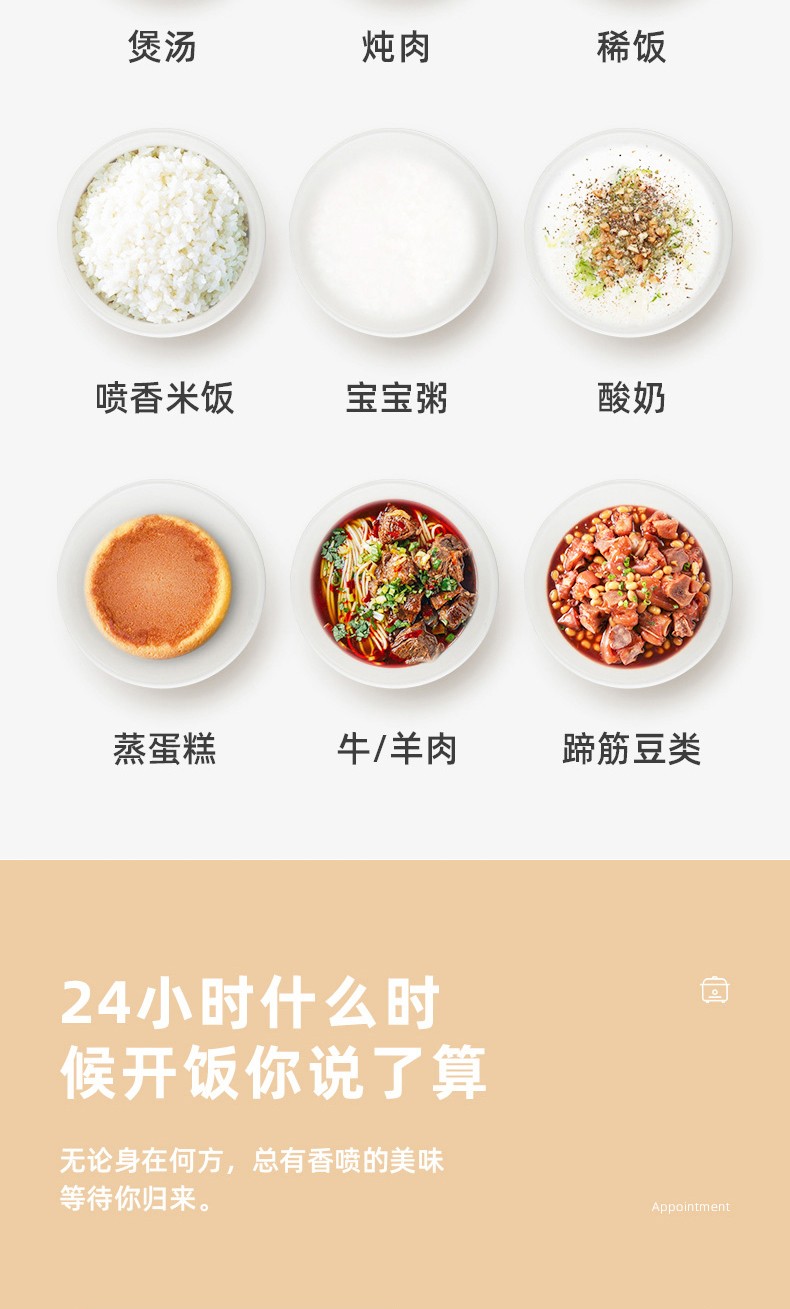 煲汤 炖肉 稀饭
喷香米饭 宝宝粥 酸奶
蒸蛋糕 牛/羊肉 蹄筋豆类
24小时什么时
候开饭你说了算
无论身在何方，总有香喷的美味
等待你归来。
Appointment